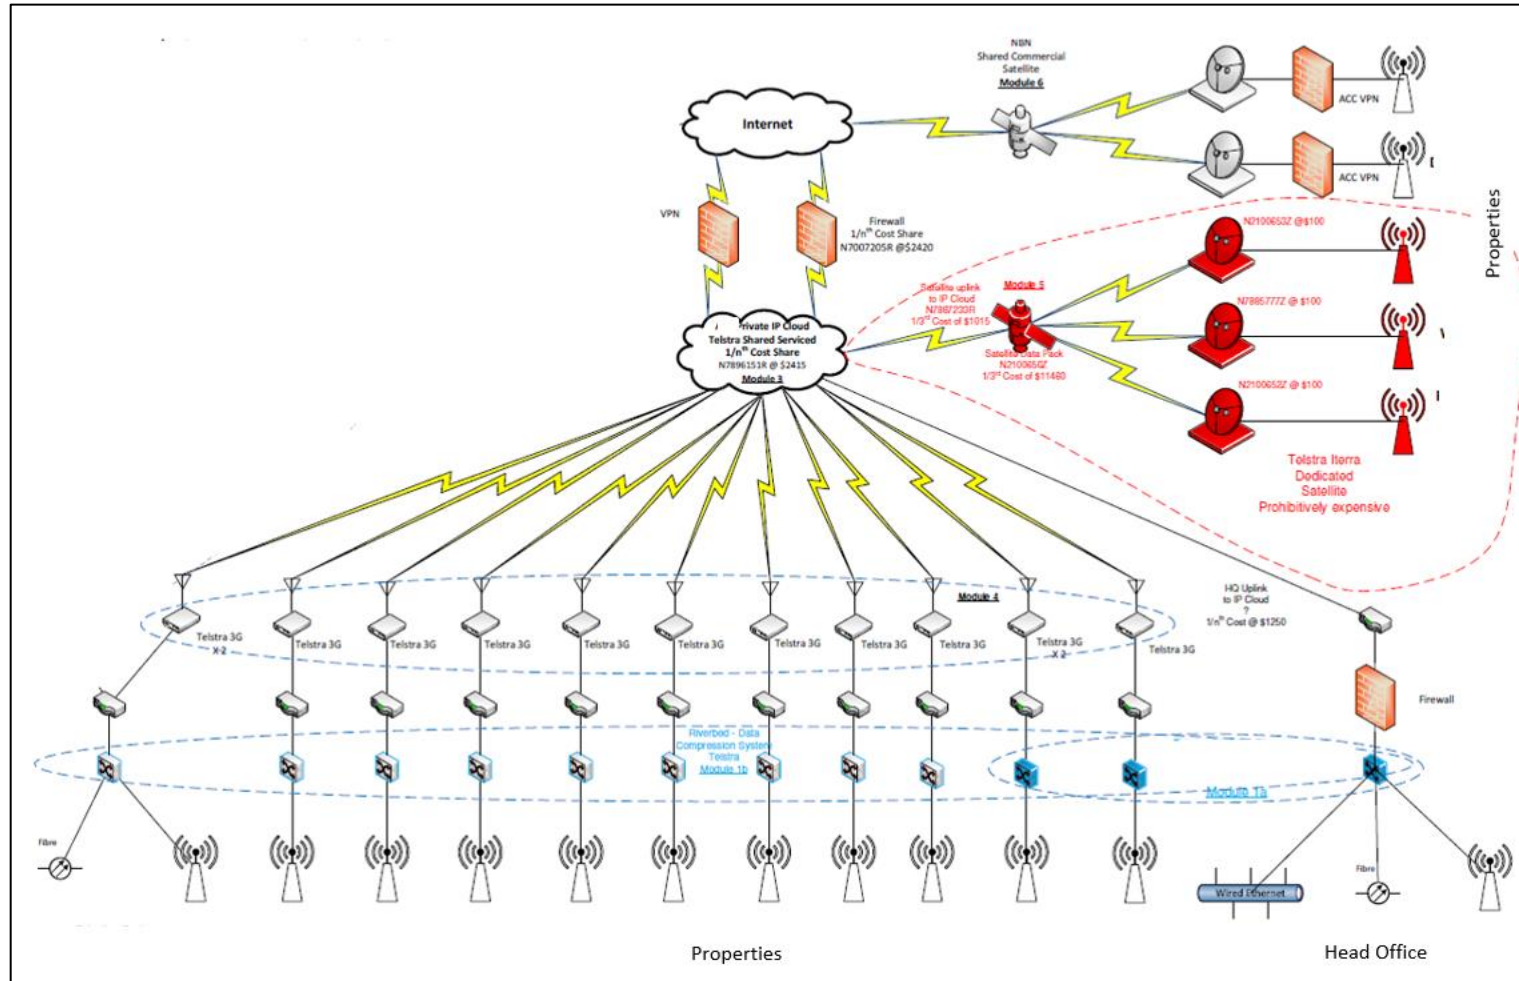 NBN
Shared Commercial
Satellite
Module 6
Internet
ACC VPN
ACC VPN
VPN
Firewall
1/nth Cost Share
N7007205R @$2420
Properties
N2100653Z @$100
Satellite uplink
to IP Cloud
N7867233R
1/3rd Cost of $1015
Module 5
N7885777Z @ $100
Private IP Cloud
Telstra Shared Serviced
1/nth Cost Share
N7896151R @ $2415
Module 3
Satellite Data Pack
N2100650Z
1/3rd Cost of $11460
N2100652Z @ $100
Telstra Iterra
Dedicated
Satellite
Prohibitively expensive
Module 4
HQ Uplink
to IP Cloud
?
1/nth Cost @ $1250
Telstra 3G
X 2
Telstra 3G
Telstra 3G
Telstra 3G
Telstra 3G
Telstra 3G
Telstra 3G
Telstra 3G
Telstra 3G
Telstra 3G
X 2
Telstra 3G
Firewall
Riverbed - Data
Compression System
Telstra
Module 1b
Module 1a
Fibre
Fibre
Wired Ethernet
Properties
Head Office